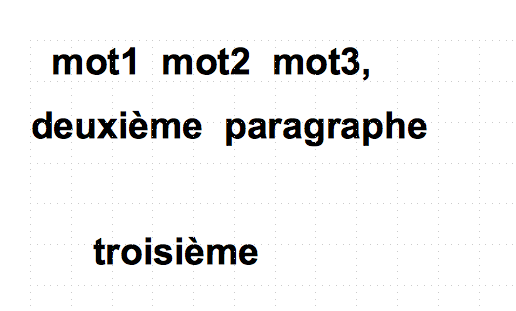 mot1 mot2 mot3,
deuxième paragraphe
troisième